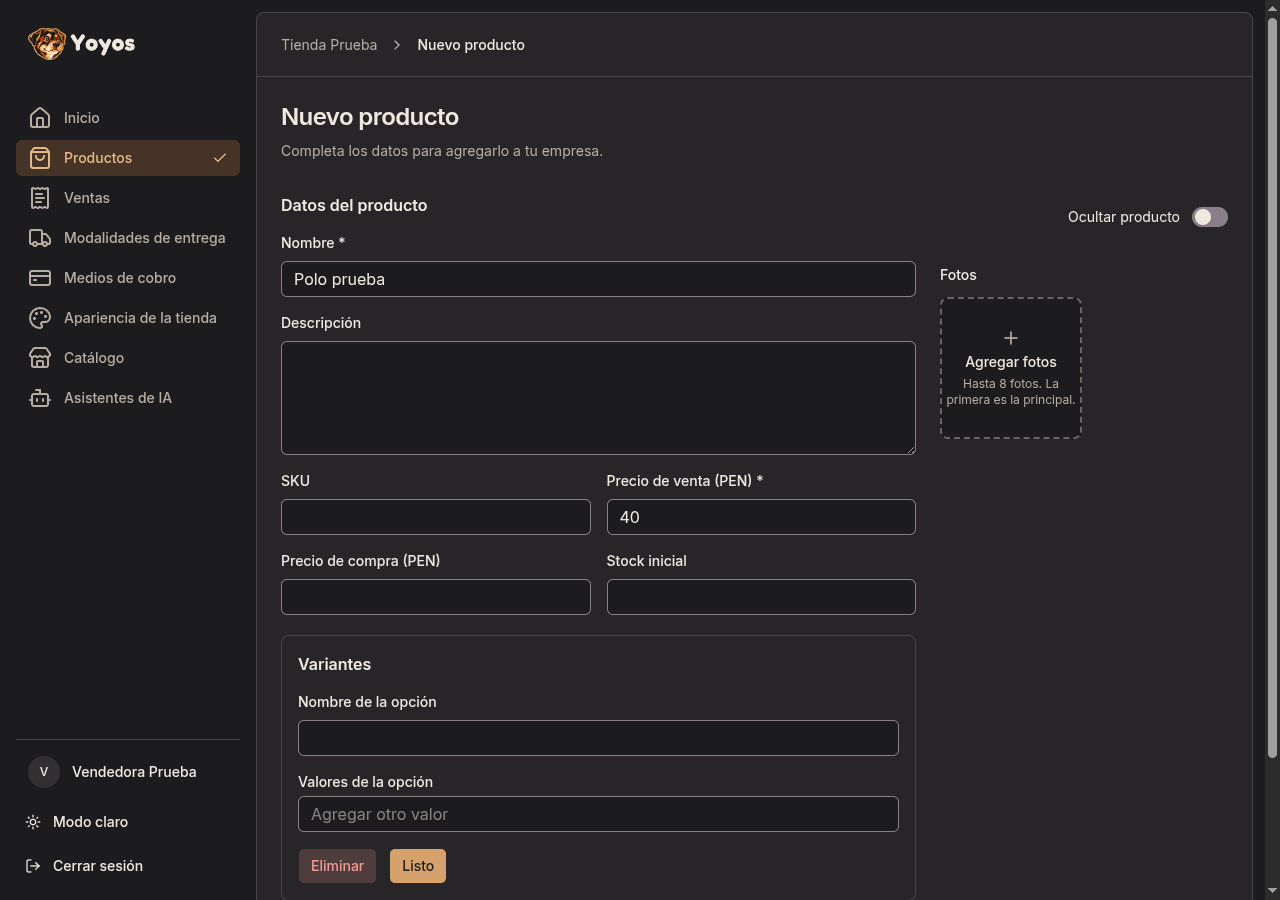 Yoyos
Inicio
Productos
Ventas
Modalidades de entrega
Medios de cobro
Apariencia de la tienda
Catálogo
Asistentes de IA
V
Vendedora Prueba
Modo claro
Cerrar sesión
Tienda Prueba
Nuevo producto
Nuevo producto
Completa los datos para agregarlo a tu empresa.
Datos del producto
Ocultar producto
Nombre *
Polo prueba
Descripción
Fotos
Agregar fotos
Hasta 8 fotos. La
primera es la principal.
SKU
Precio de venta (PEN) *
40
Precio de compra (PEN)
Stock inicial
Variantes
Nombre de la opción
Valores de la opción
Agregar otro valor
Eliminar
Listo